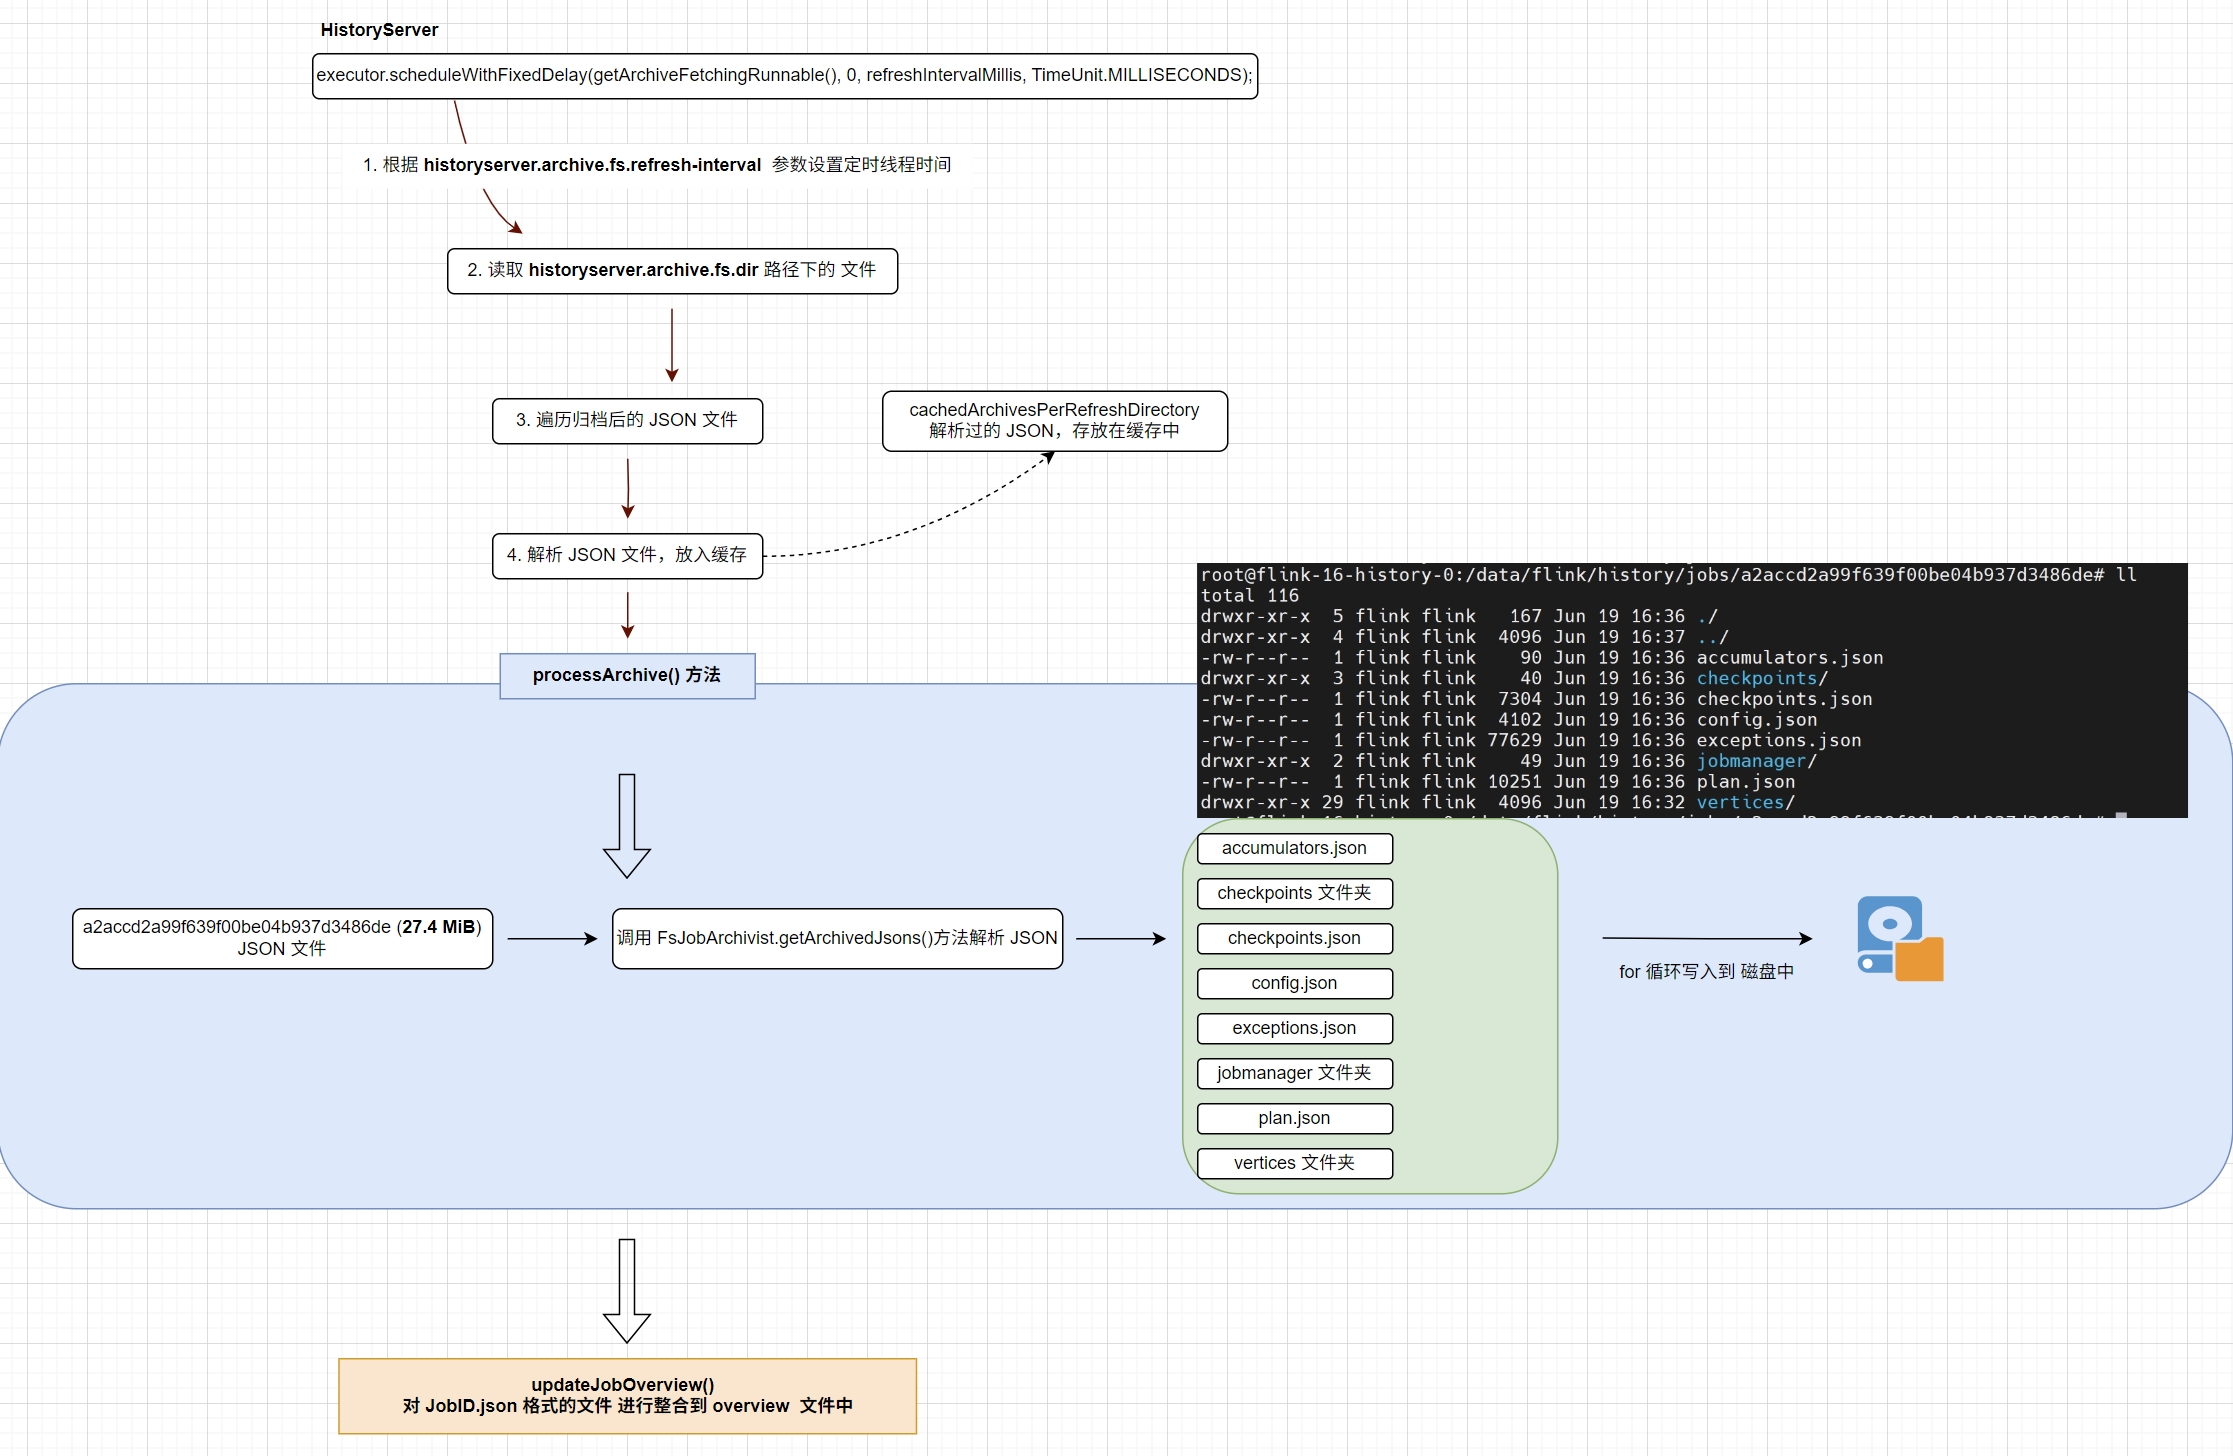 HistoryServer
executor.scheduleWithFixedDelay(getArchiveFetchingRunnable(), 0, refreshIntervalMillis, TimeUnit.MILLISECONDS);
1. 根据 historyserver.archive.fs.refresh-interval 参数设置定时线程时间
2. 读取 historyserver.archive.fs.dir 路径下的 文件
3. 遍历归档后的 JSON 文件
cachedArchivesPerRefreshDirectory
解析过的 JSON，存放在缓存中
4. 解析 JSON 文件，放入缓存
root@flink-16-history-0:/data/flink/history/jobs/a2accd2a99f639f00be04b937d3486de# ll
total 116
drwxr-xr-x 5 flink flink 167 Jun 19 16:36 ./
drwxr-xr-x 4 flink flink 4096 Jun 19 16:37 ../
-rw-r--r-- 1 flink flink 90 Jun 19 16:36 accumulators.json
drwxr-xr-x 3 flink flink 40 Jun 19 16:36 checkpoints/
-rw-r--r-- 1 flink flink 7304 Jun 19 16:36 checkpoints.json
-rw-r--r-- 1 flink flink 4102 Jun 19 16:36 config.json
-rw-r--r-- 1 flink flink 77629 Jun 19 16:36 exceptions.json
drwxr-xr-x 2 flink flink 49 Jun 19 16:36 jobmanager/
-rw-r--r-- 1 flink flink 10251 Jun 19 16:36 plan.json
drwxr-xr-x 29 flink flink 4096 Jun 19 16:32 vertices/
processArchive() 方法
a2accd2a99f639f00be04b937d3486de (27.4 MiB)
JSON 文件
调用 FsJobArchivist.getArchivedJsons()方法解析 JSON
accumulators.json
checkpoints 文件夹
checkpoints.json
config.json
exceptions.json
jobmanager 文件夹
plan.json
vertices 文件夹
for 循环写入到 磁盘中
updateJobOverview()
对 JobID.json 格式的文件 进行整合到 overview 文件中